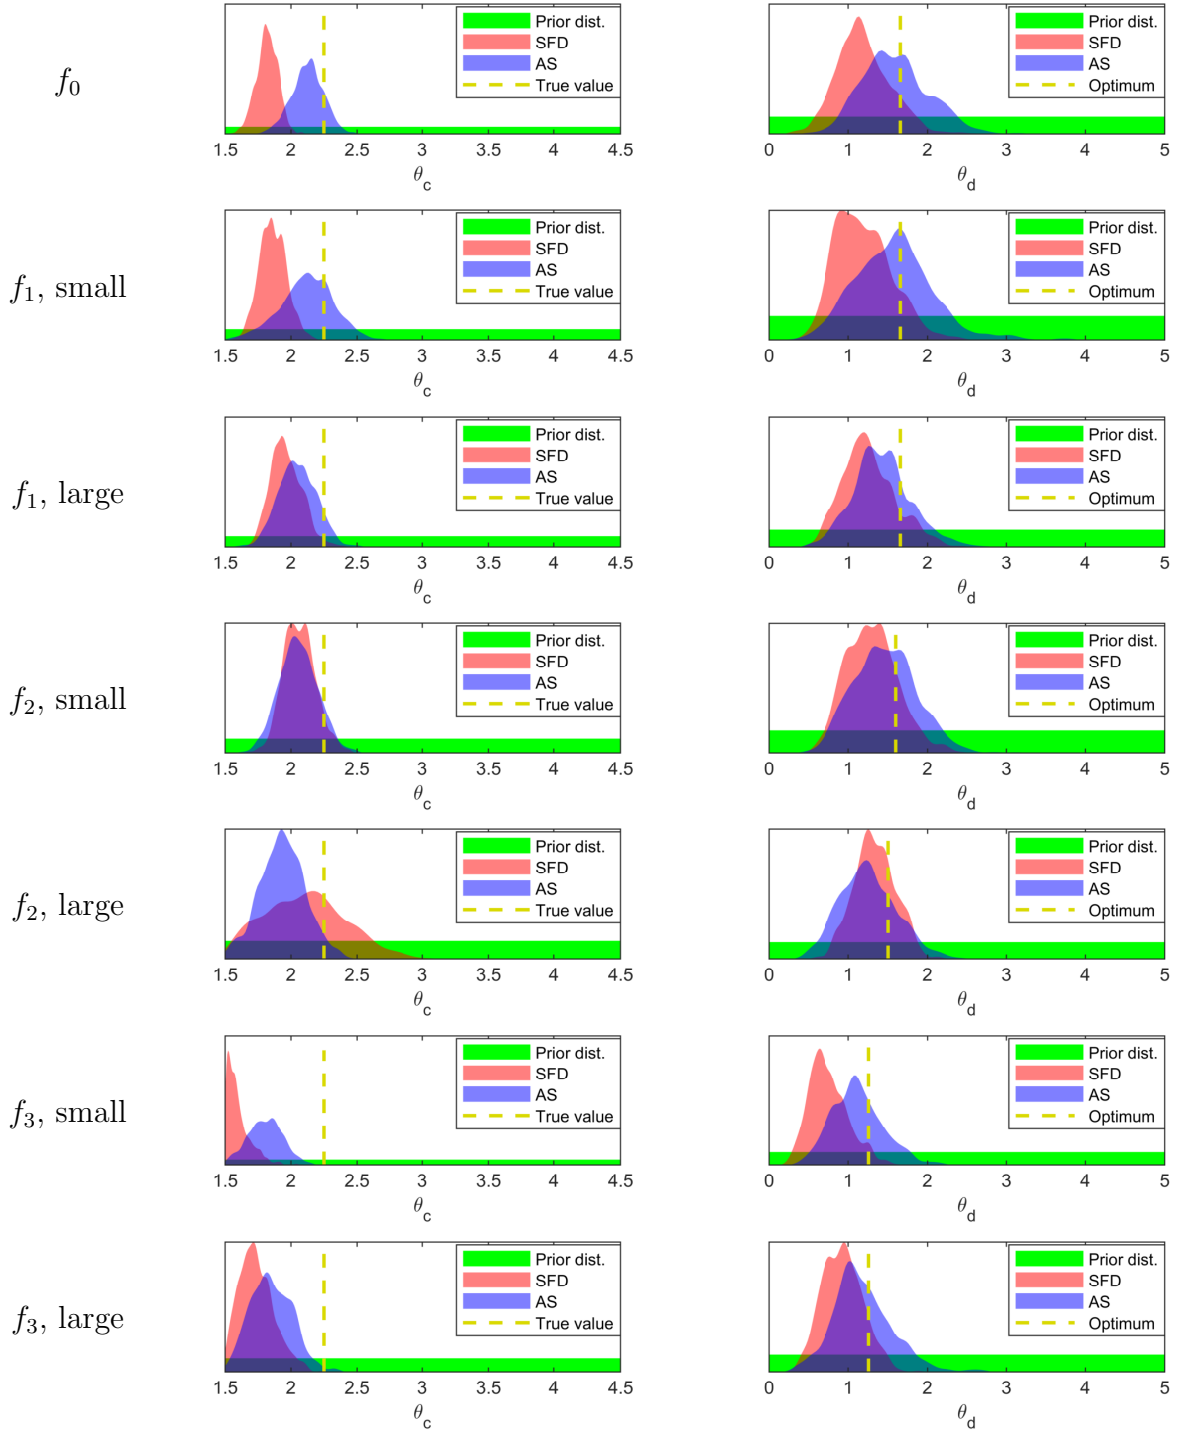 f₀
Prior dist.
SFD
AS
True value
1.5 2 2.5 3 3.5 4 4.5
θc
Prior dist.
SFD
AS
Optimum
0 1 2 3 4 5
θd
f₁, small
Prior dist.
SFD
AS
True value
1.5 2 2.5 3 3.5 4 4.5
θc
Prior dist.
SFD
AS
Optimum
0 1 2 3 4 5
θd
f₁, large
Prior dist.
SFD
AS
True value
1.5 2 2.5 3 3.5 4 4.5
θc
Prior dist.
SFD
AS
Optimum
0 1 2 3 4 5
θd
f₂, small
Prior dist.
SFD
AS
True value
1.5 2 2.5 3 3.5 4 4.5
θc
Prior dist.
SFD
AS
Optimum
0 1 2 3 4 5
θd
f₂, large
Prior dist.
SFD
AS
True value
1.5 2 2.5 3 3.5 4 4.5
θc
Prior dist.
SFD
AS
Optimum
0 1 2 3 4 5
θd
f₃, small
Prior dist.
SFD
AS
True value
1.5 2 2.5 3 3.5 4 4.5
θc
Prior dist.
SFD
AS
Optimum
0 1 2 3 4 5
θd
f₃, large
Prior dist.
SFD
AS
True value
1.5 2 2.5 3 3.5 4 4.5
θc
Prior dist.
SFD
AS
Optimum
0 1 2 3 4 5
θd